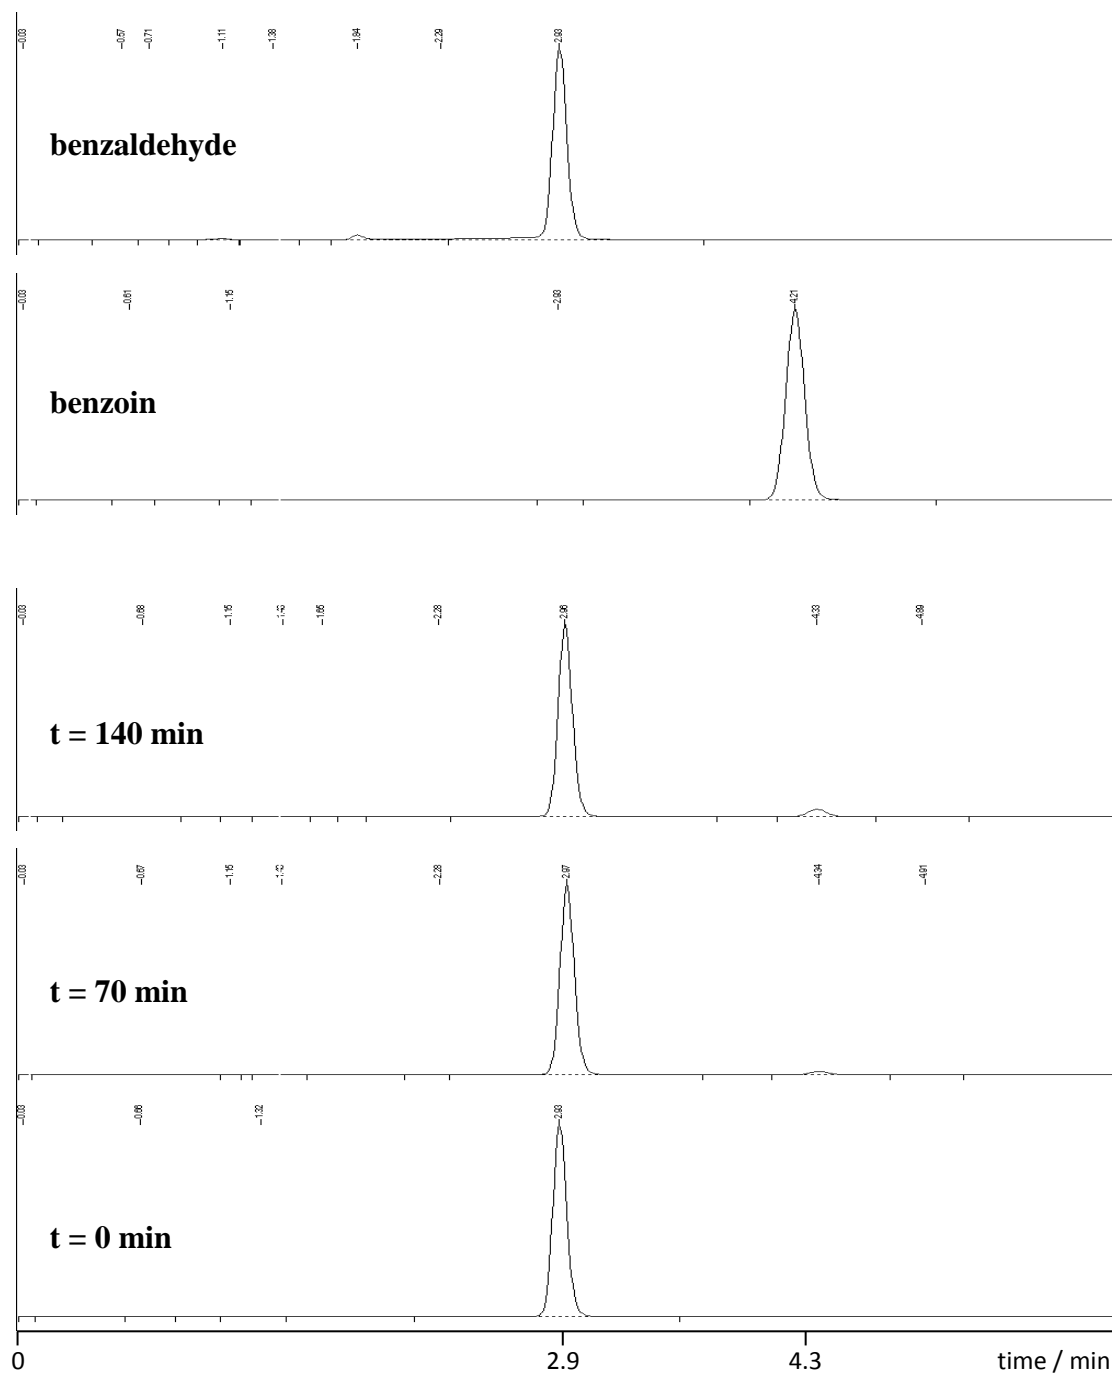 -0.03 -0.57 -0.71 -1.11 -1.38 -1.84 -2.29 -2.93
benzaldehyde
-0.03 -0.61 -1.15 -2.93 4.21
benzoin
-0.03 -0.68 -1.15 -1.65 -2.28 -2.96 -4.33 -4.89
t = 140 min
-0.03 -0.67 -1.15 -2.28 -2.97 -4.34 -4.91
t = 70 min
-0.03 -0.66 -1.32 -2.93
t = 0 min
0 2.9 4.3 time / min